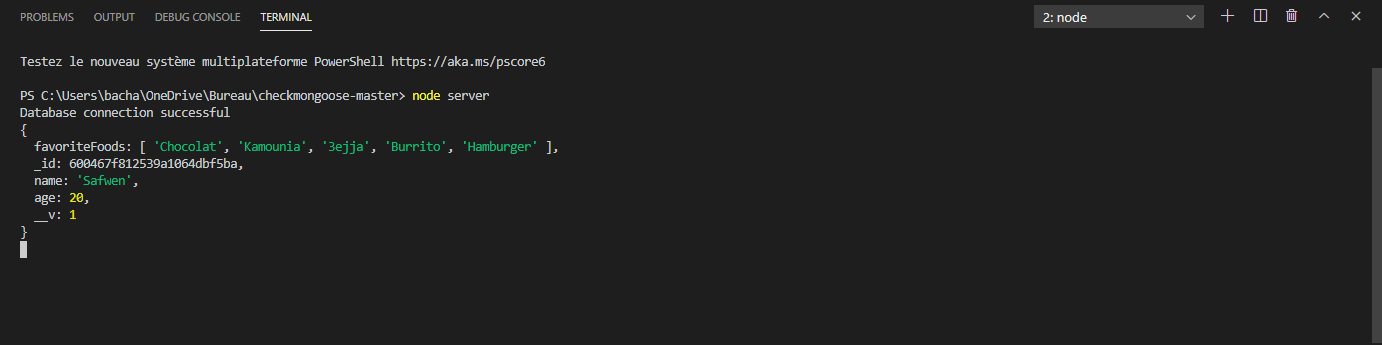 PROBLEMS OUTPUT DEBUG CONSOLE TERMINAL 2: node
Testez le nouveau système multiplateforme PowerShell https://aka.ms/pscore6
PS C:\Users\bacha\OneDrive\Bureau\checkmongoose-master> node server
Database connection successful
{
favoriteFoods: [ 'Chocolat', 'Kamounia', '3ejja', 'Burrito', 'Hamburger' ],
_id: 600467f812539a1064dbf5ba,
name: 'Safwen',
age: 20,
__v: 1
}